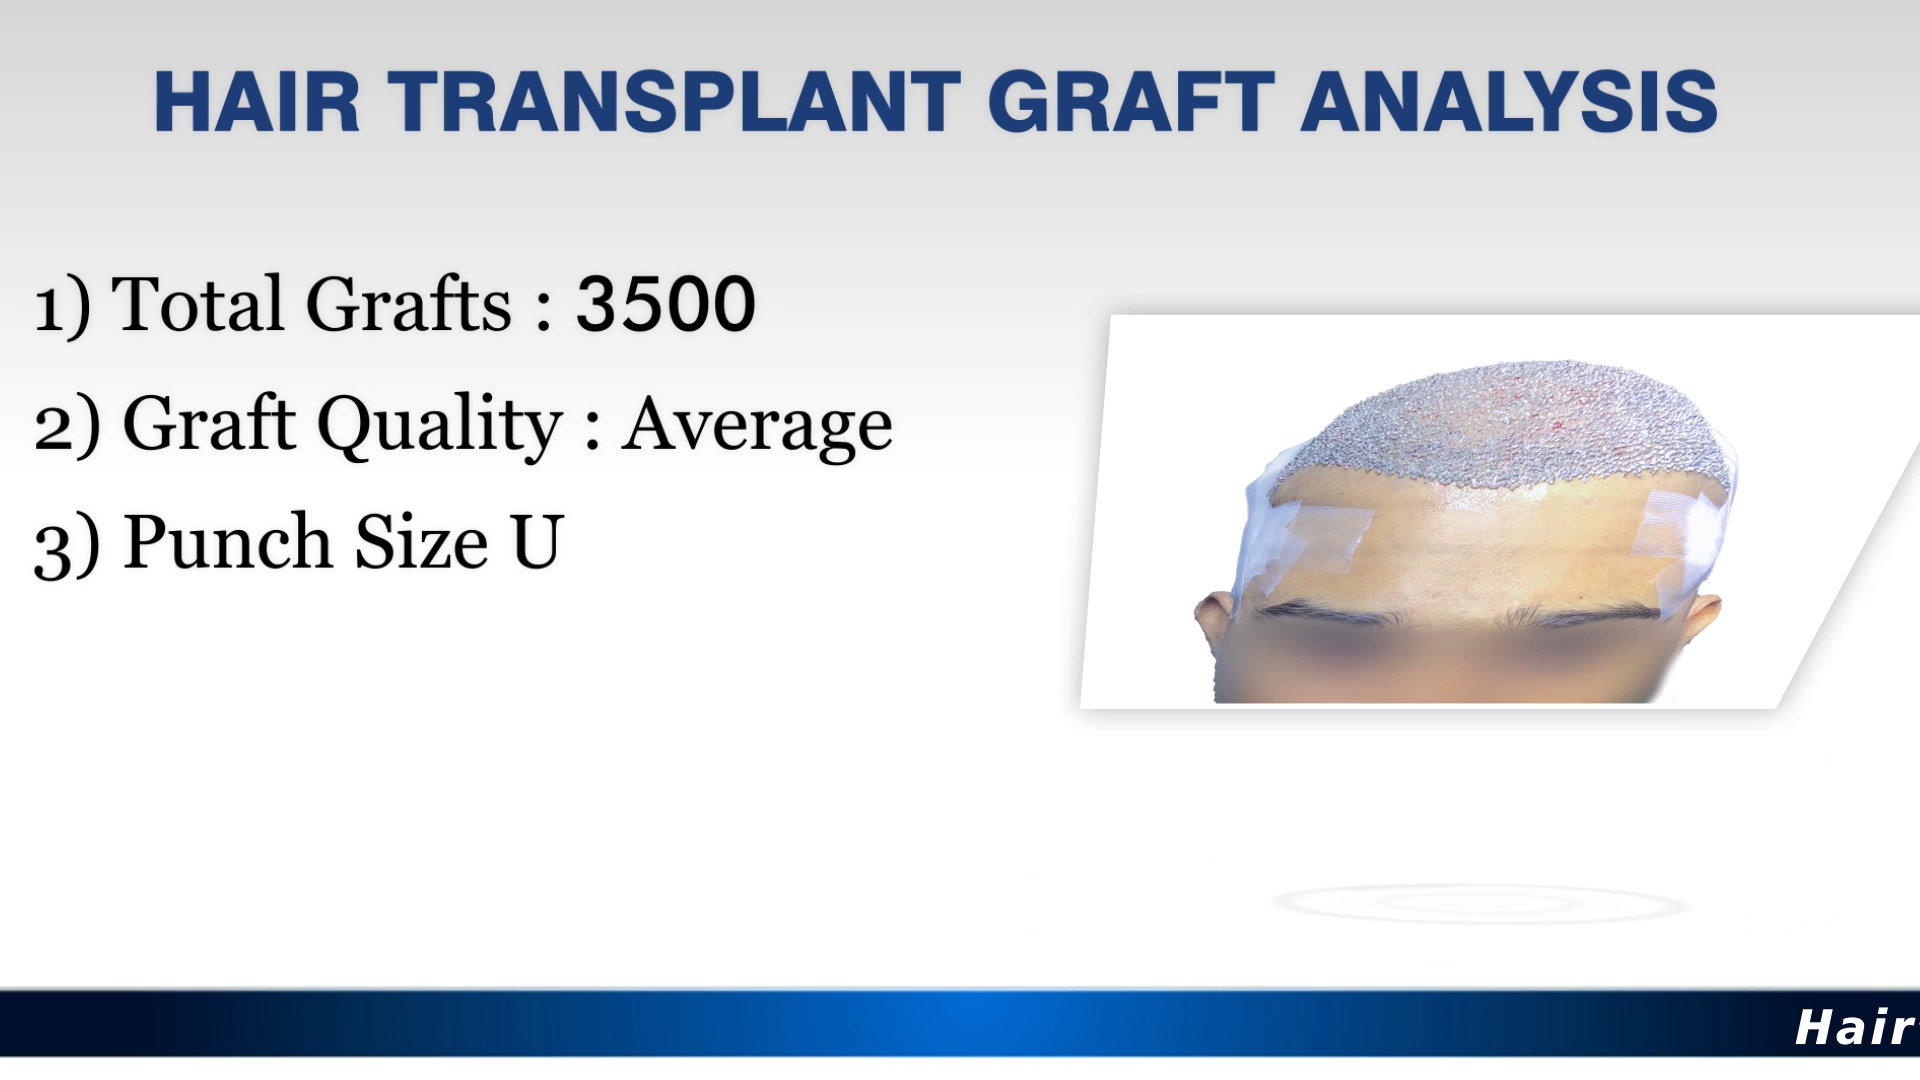 HAIR TRANSPLANT GRAFT ANALYSIS
1) Total Grafts : 3500
2) Graft Quality : Average
3) Punch Size U
Hair